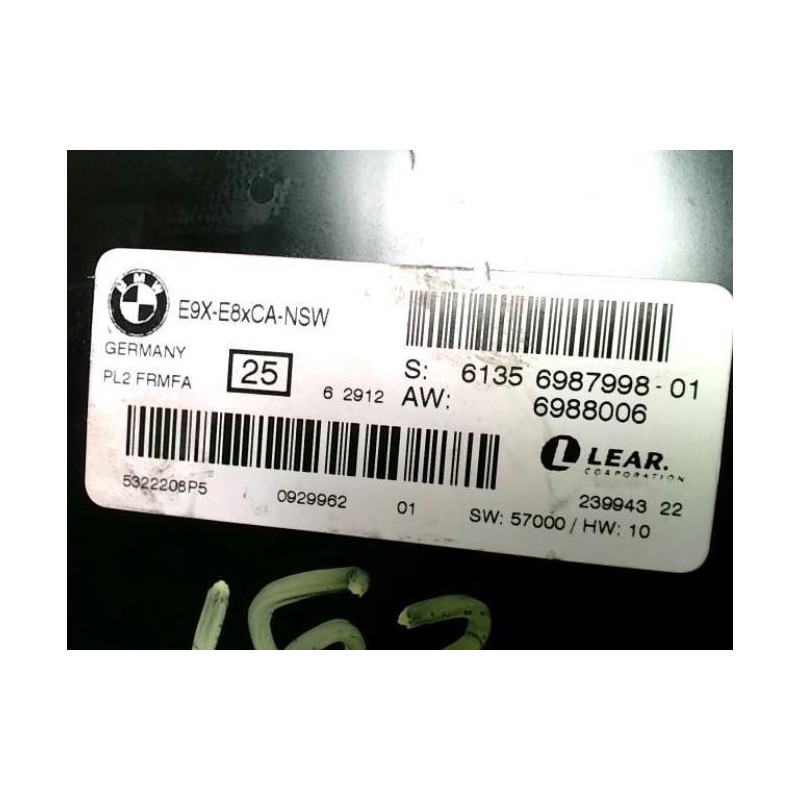 BMW
E9X-E8xCA-NSW
GERMANY
PL2 FRMFA
25
6 2912
S: 6135 6987998-01
AW: 6988006
LEAR.
CORPORATION
5322208P5 0929962 01
239943 22
SW: 57000 / HW: 10